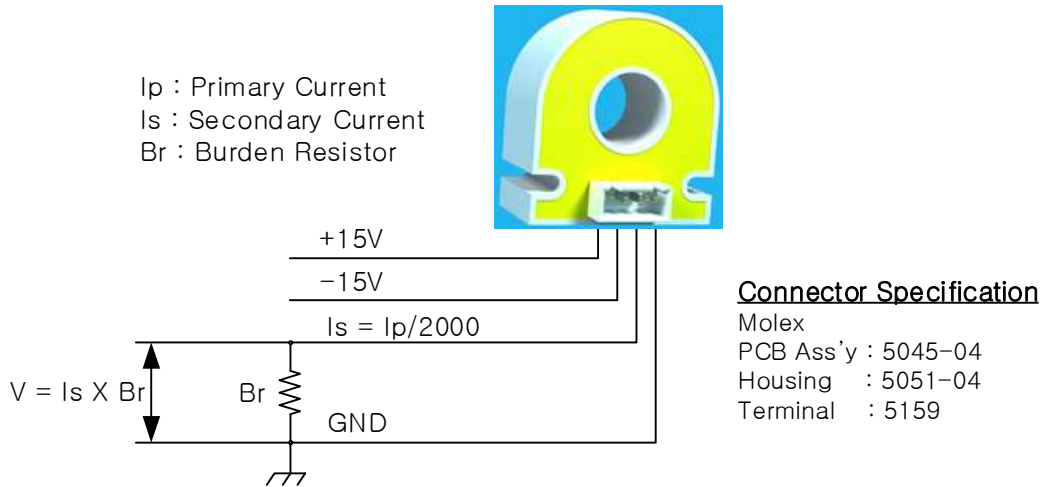 Ip : Primary Current
Is : Secondary Current
Br : Burden Resistor
+15V
-15V
Is = Ip/2000
V = Is X Br
Br
GND
Connector Specification
Molex
PCB Ass'y : 5045-04
Housing : 5051-04
Terminal : 5159